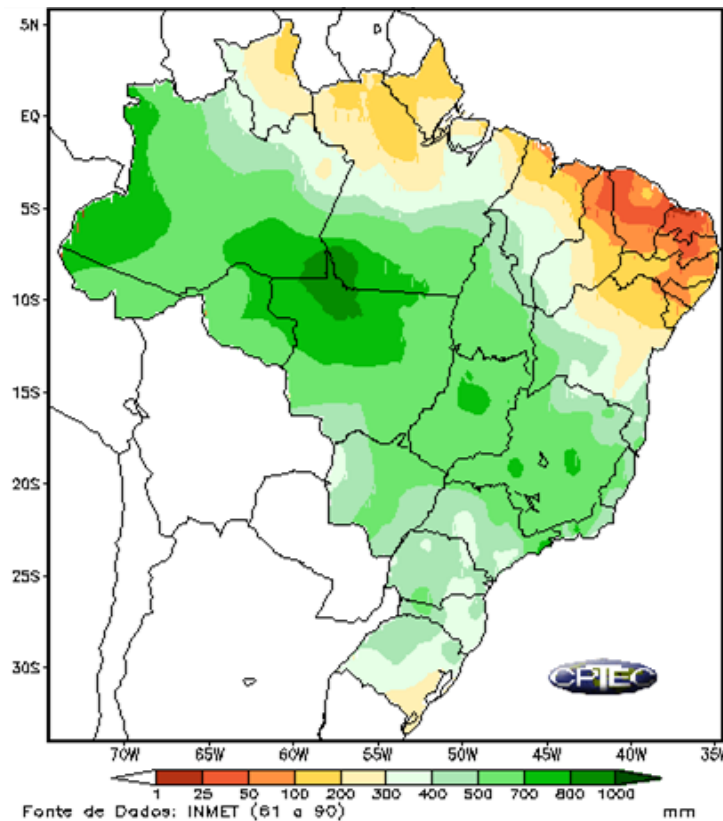 5N
EQ
5S
10S
15S
20S
25S
30S
70W 65W 60W 55W 50W 45W 40W 35W
CPTEC
1 25 50 100 200 300 400 500 700 800 1000
Fonte de Dados: INMET (61 a 90) mm